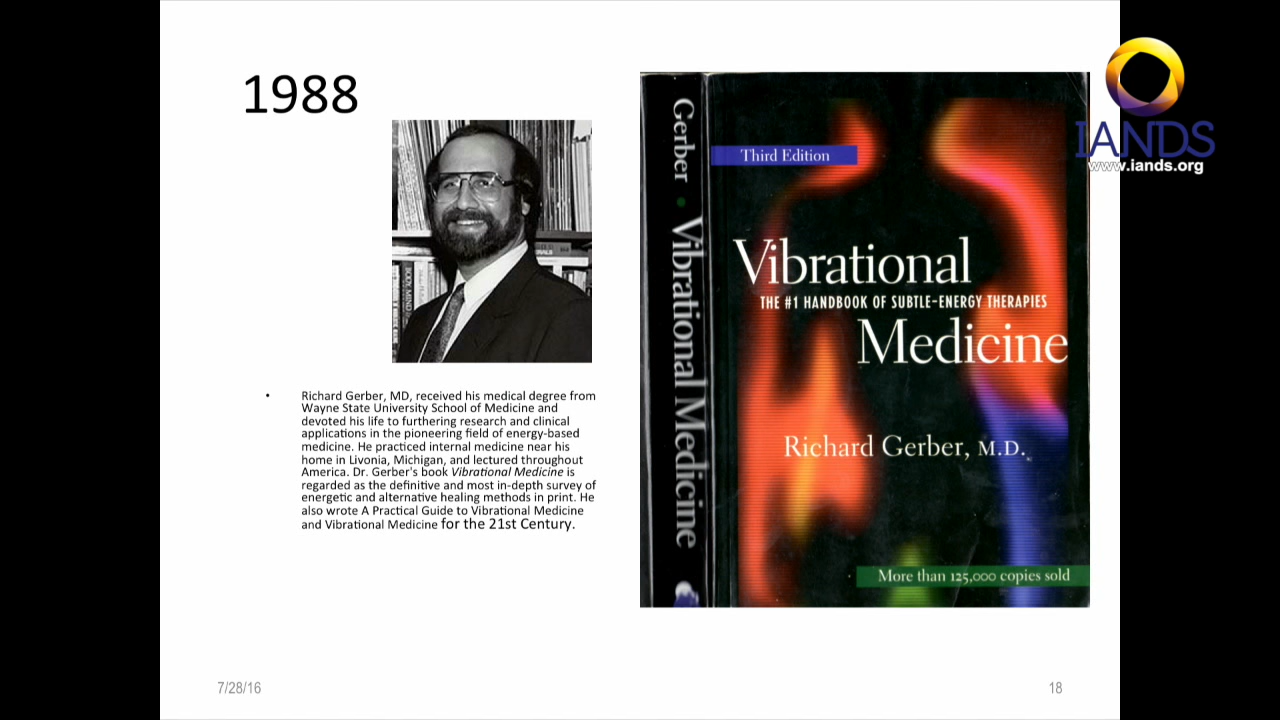 1988
Richard Gerber, MD, received his medical degree from
Wayne State University School of Medicine and
devoted his life to furthering research and clinical
applications in the pioneering field of energy-based
medicine. He practiced internal medicine near his
home in Livonia, Michigan, and lectured throughout
America. Dr. Gerber's book Vibrational Medicine is
regarded as the definitive and most in-depth survey of
energetic and alternative healing methods in print. He
also wrote A Practical Guide to Vibrational Medicine
and Vibrational Medicine for the 21st Century.
Gerber • Vibrational Medicine
Third Edition
Vibrational
THE #1 HANDBOOK OF SUBTLE-ENERGY THERAPIES
Medicine
Richard Gerber, M.D.
More than 125,000 copies sold
IANDS
www.iands.org
7/28/16
18